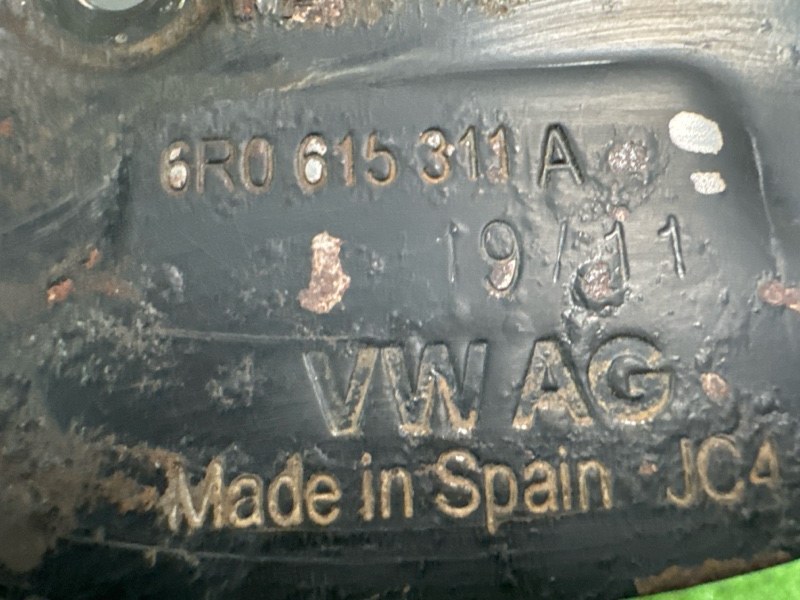 6R0 615 311 A
19/11
VW AG
Made in Spain JC4